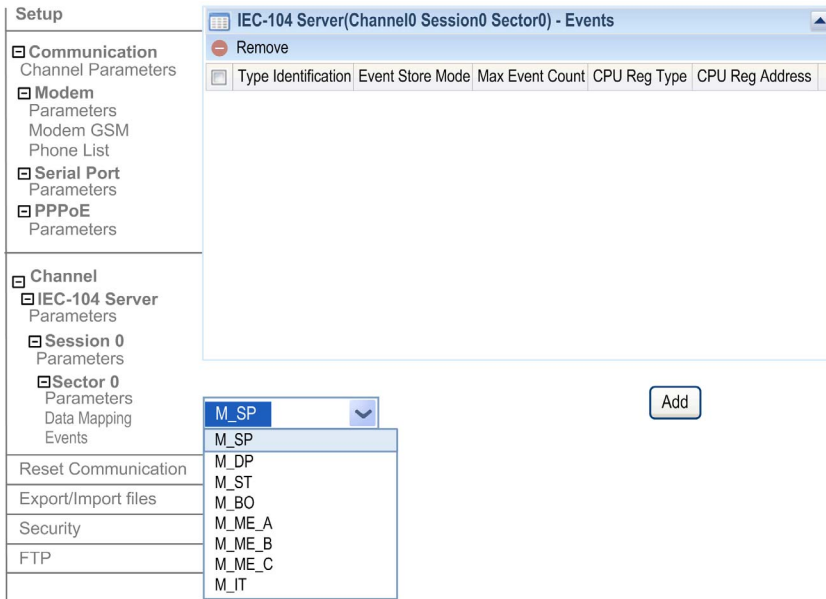 Setup
Communication
Channel Parameters
Modem
Parameters
Modem GSM
Phone List
Serial Port
Parameters
PPPoE
Parameters
Channel
IEC-104 Server
Parameters
Session 0
Parameters
Sector 0
Parameters
Data Mapping
Events
Reset Communication
Export/Import files
Security
FTP
IEC-104 Server(Channel0 Session0 Sector0) - Events
Remove
Type Identification Event Store Mode Max Event Count CPU Reg Type CPU Reg Address
M_SP
M_SP
M_DP
M_ST
M_BO
M_ME_A
M_ME_B
M_ME_C
M_IT
Add